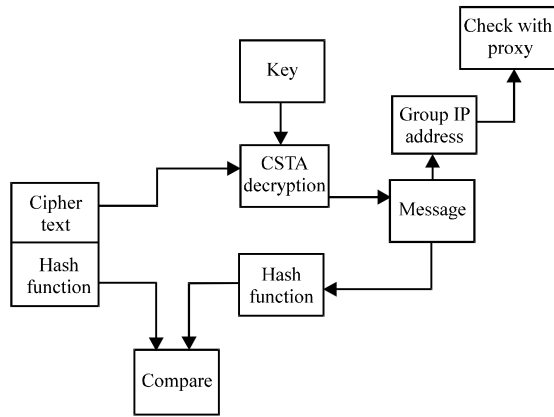 Check with
proxy
Key
Group IP
address
CSTA
decryption
Cipher
text
Message
Hash
function
Hash
function
Compare